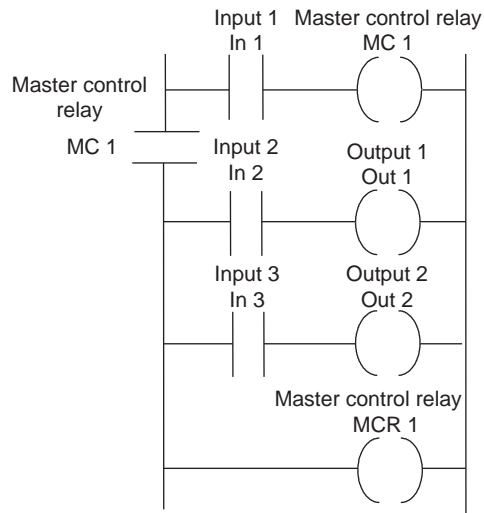 Input 1 Master control relay
In 1 MC 1
Master control
relay
MC 1
Input 2 Output 1
In 2 Out 1
Input 3 Output 2
In 3 Out 2
Master control relay
MCR 1